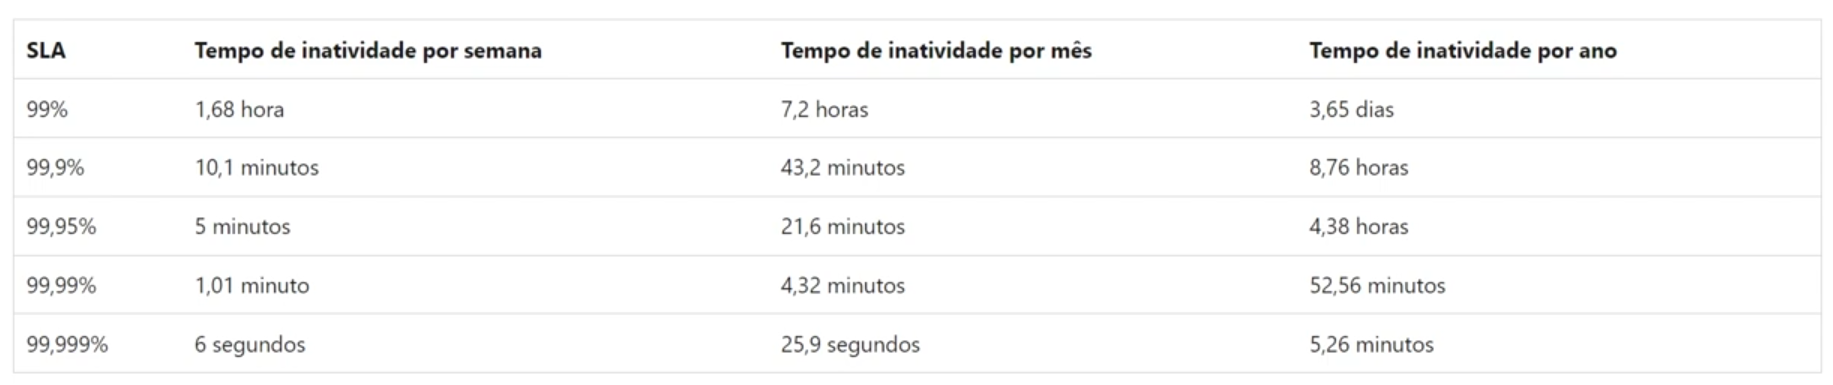 SLA Tempo de inatividade por semana Tempo de inatividade por mês Tempo de inatividade por ano
99% 1,68 hora 7,2 horas 3,65 dias
99,9% 10,1 minutos 43,2 minutos 8,76 horas
99,95% 5 minutos 21,6 minutos 4,38 horas
99,99% 1,01 minuto 4,32 minutos 52,56 minutos
99,999% 6 segundos 25,9 segundos 5,26 minutos